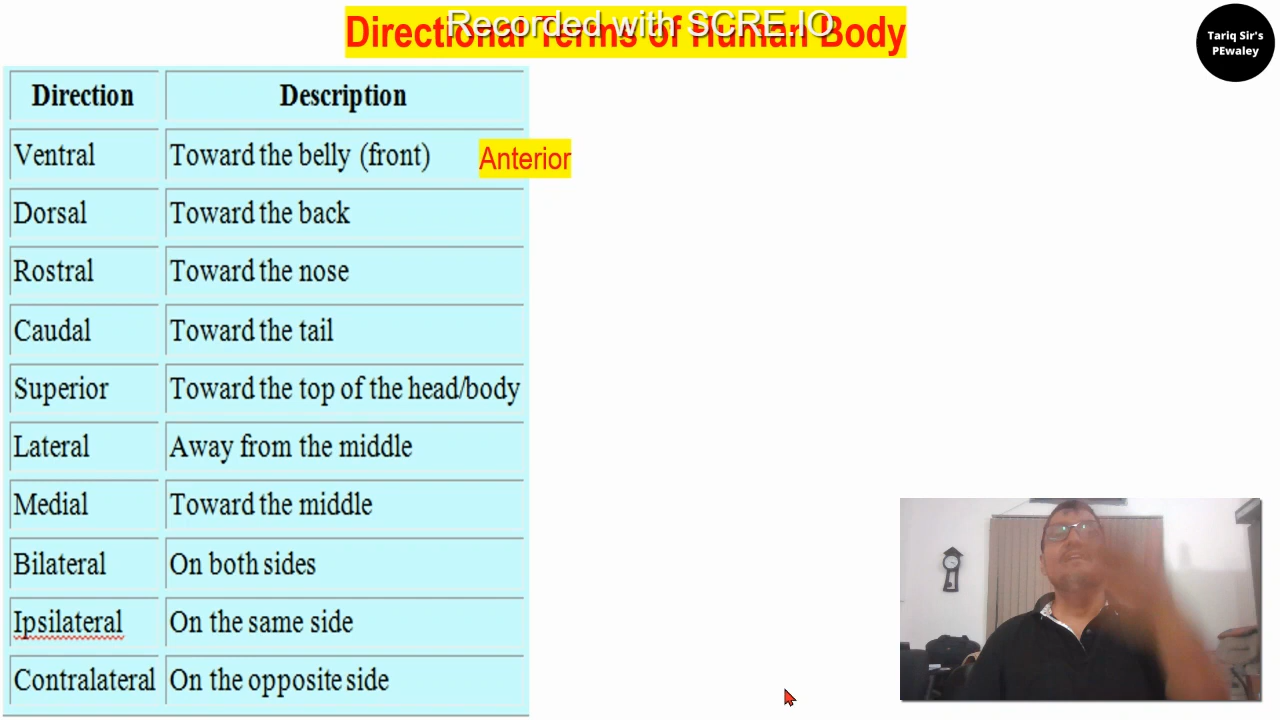 Recorded with SCRE.IO
Directional Terms of Human Body
Tariq Sir's
PEwaley
Direction Description
Ventral Toward the belly (front) Anterior
Dorsal Toward the back
Rostral Toward the nose
Caudal Toward the tail
Superior Toward the top of the head/body
Lateral Away from the middle
Medial Toward the middle
Bilateral On both sides
Ipsilateral On the same side
Contralateral On the opposite side